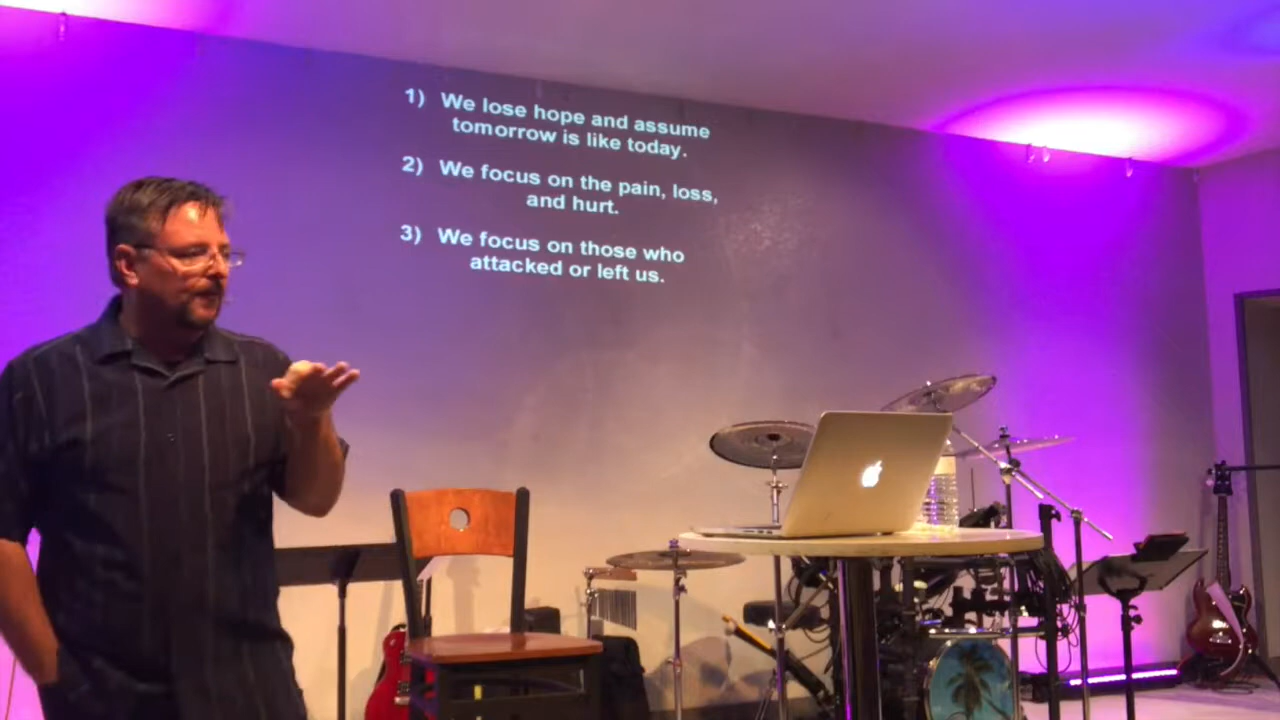 1) We lose hope and assume
tomorrow is like today.
2) We focus on the pain, loss,
and hurt.
3) We focus on those who
attacked or left us.